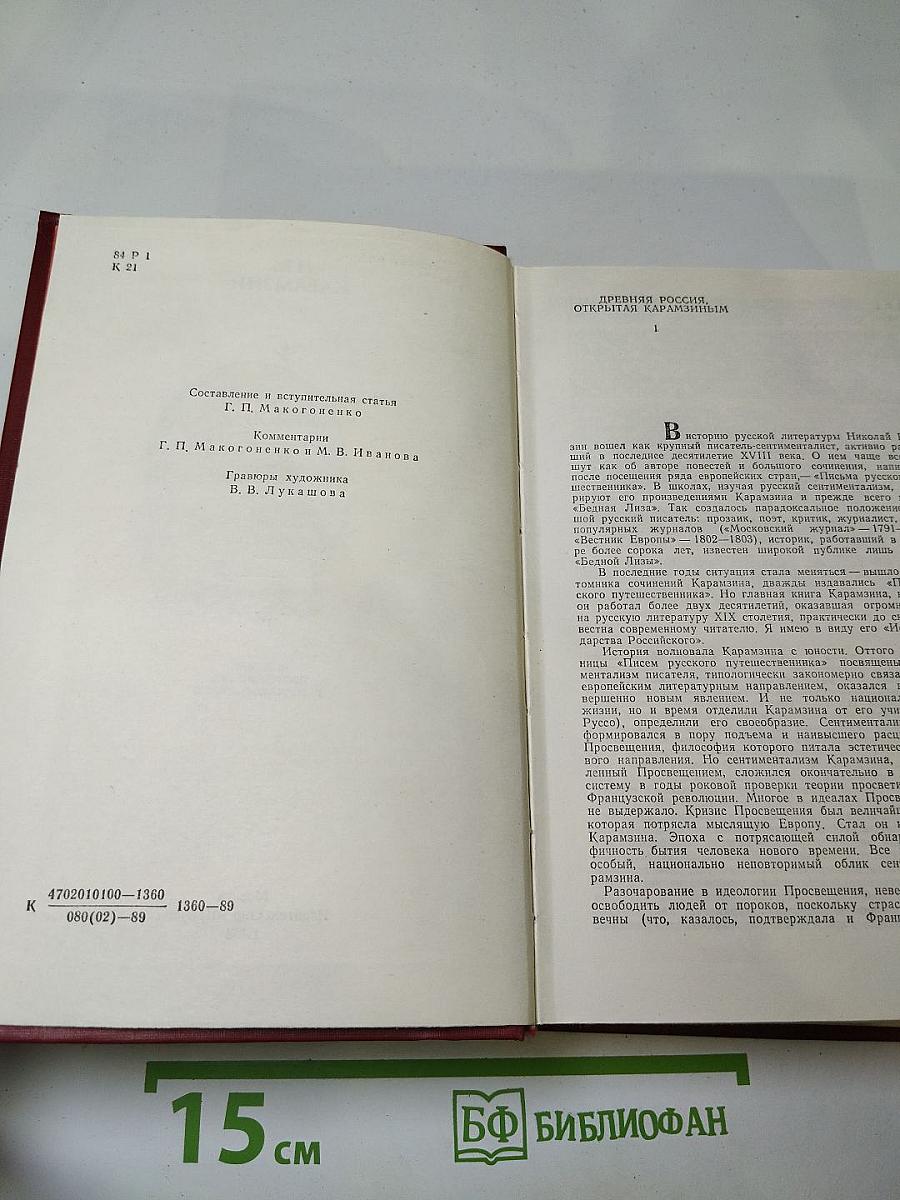 84 Р 1
К 21
Составление и вступительная статья
Г. П. Макогоненко
Комментарии
Г. П. Макогоненко и М. В. Иванова
Гравюры художника
В. В. Лукашова
К 4702010100—1360
080(02)—89
1360—89
ДРЕВНЯЯ РОССИЯ,
ОТКРЫТАЯ КАРАМЗИНЫМ
1
В историю русской литературы Николай
зин вошел как крупный писатель-сентименталист, активно
ший в последнее десятилетие XVIII века. О нем чаще
шут как об авторе повестей и большого сочинения,
после посещения ряда европейских стран,— «Письма
шественника». В школах, изучая русский сентиментализм,
рируют его произведениями Карамзина и прежде всего
«Бедная Лиза». Так создалось парадоксальное положение
шой русский писатель: прозаик, поэт, критик, журналист,
популярных журналов («Московский журнал» — 1791—
«Вестник Европы» — 1802—1803), историк, работавший в
ре более сорока лет, известен широкой публике лишь
«Бедной Лизы».
В последние годы ситуация стала меняться — вышло
томника сочинений Карамзина, дважды издавались
ского путешественника». Но главная книга Карамзина,
он работал более двух десятилетий, оказавшая
на русскую литературу XIX столетия, практически до
вестна современному читателю. Я имею в виду его
дарства Российского».
История волновала Карамзина с юности. Оттого
ницы «Писем русского путешественника»
ментализм писателя, типологически закономерно
европейским литературным направлением, оказался
вершенно новым явлением. И не только
жизни, но и время отделили Карамзина от его
Руссо), определили его своеобразие.
формировался в пору подъема и наивысшего
Просвещения, философия которого питала
вого направления. Но сентиментализм Карамзина,
ленный Просвещением, сложился окончательно в
систему в годы роковой проверки теории
Французской революции. Многое в идеалах
не выдержало. Кризис Просвещения был
которая потрясла мыслящую Европу. Стал он
Карамзина. Эпоха с потрясающей силой
фичность бытия человека нового времени. Все
особый, национально неповторимый облик
рамзина.
Разочарование в идеологии Просвещения,
освободить людей от пороков, поскольку
вечны (что, казалось, подтверждала и
15 см
БФ БИБЛИОФАН